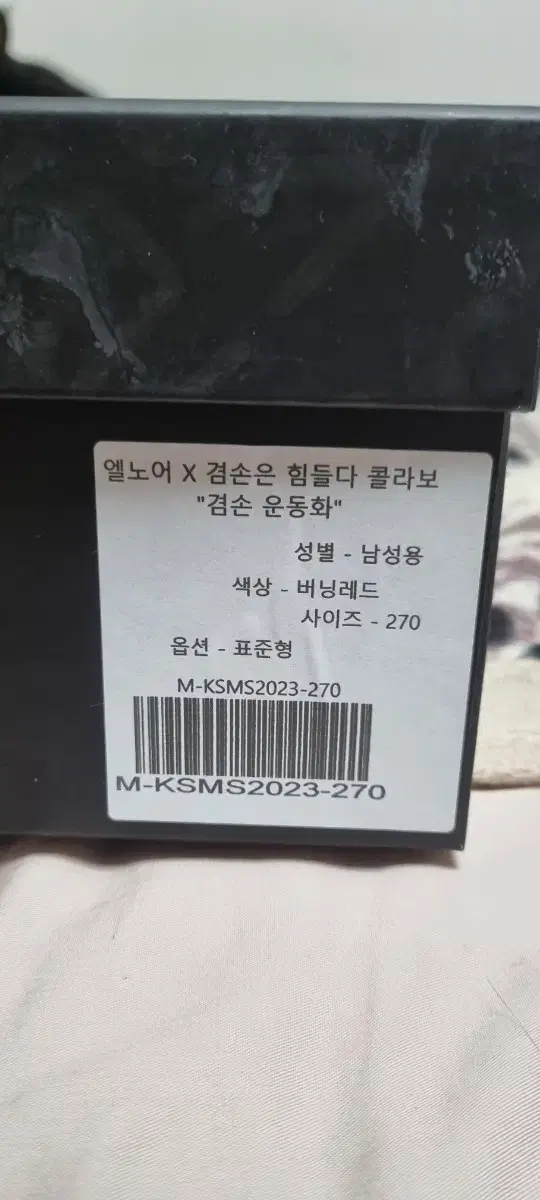 엘노어 X 겸손은 힘들다 콜라보
"겸손 운동화"
성별 - 남성용
색상 - 버닝레드
사이즈 - 270
옵션 - 표준형
M-KSMS2023-270
M-KSMS2023-270